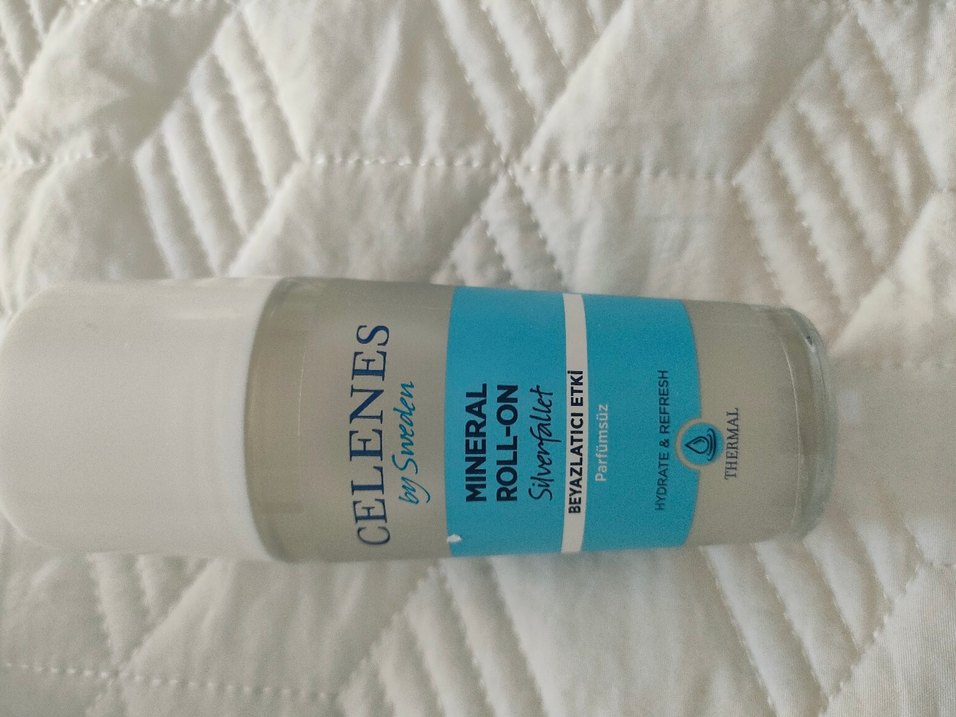 CELENES
by Sweden
MINERAL
ROLL-ON
Silverfallet
BEYAZLATICI ETKİ
Parfümsüz
HYDRATE & REFRESH
THERMAL